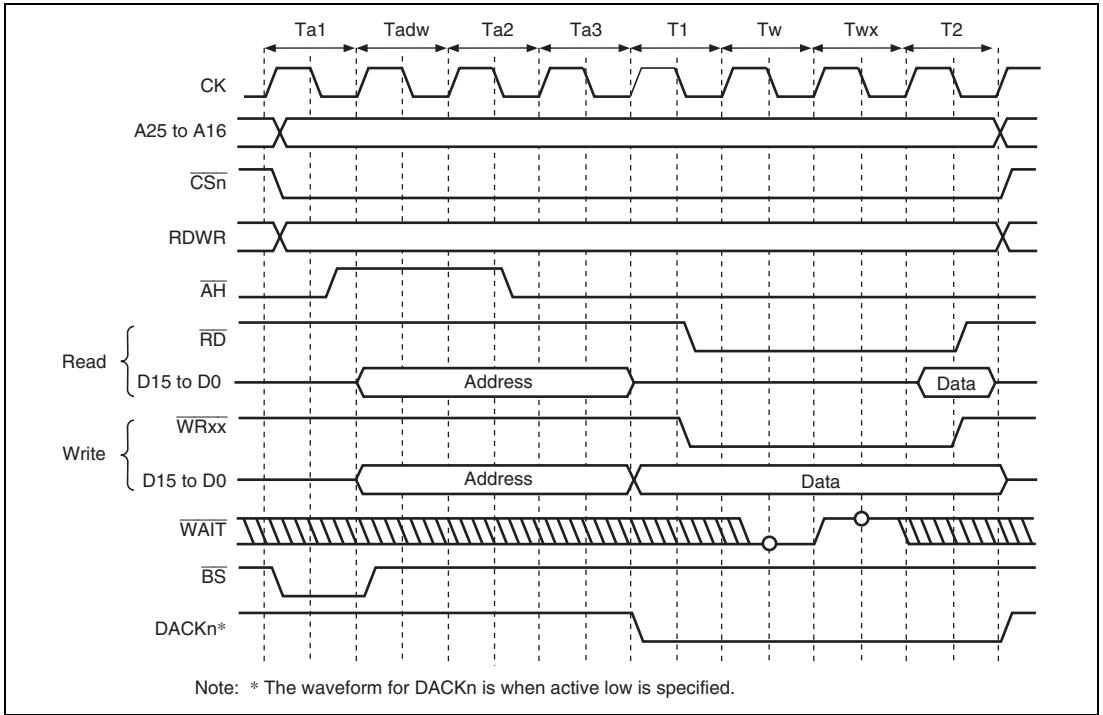 Ta1 Tadw Ta2 Ta3 T1 Tw Twx T2
CK
A25 to A16
CSn
RDWR
AH
RD
Read
D15 to D0 Address Data
WRxx
Write
D15 to D0 Address Data
WAIT
BS
DACKn*
Note: * The waveform for DACKn is when active low is specified.